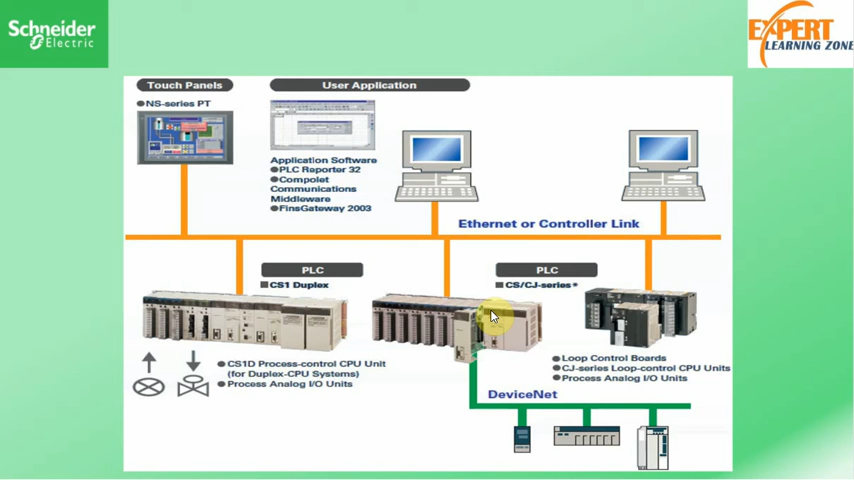 Schneider
Electric
EXPERT
LEARNING ZONE
Touch Panels
User Application
●NS-series PT
Application Software
●PLC Reporter 32
●Compolet
Communications
Middleware
●FinsGateway 2003
Ethernet or Controller Link
PLC
■CS1 Duplex
PLC
■CS/CJ-series*
●CS1D Process-control CPU Unit
(for Duplex-CPU Systems)
●Process Analog I/O Units
●Loop Control Boards
●CJ-series Loop-control CPU Units
●Process Analog I/O Units
DeviceNet